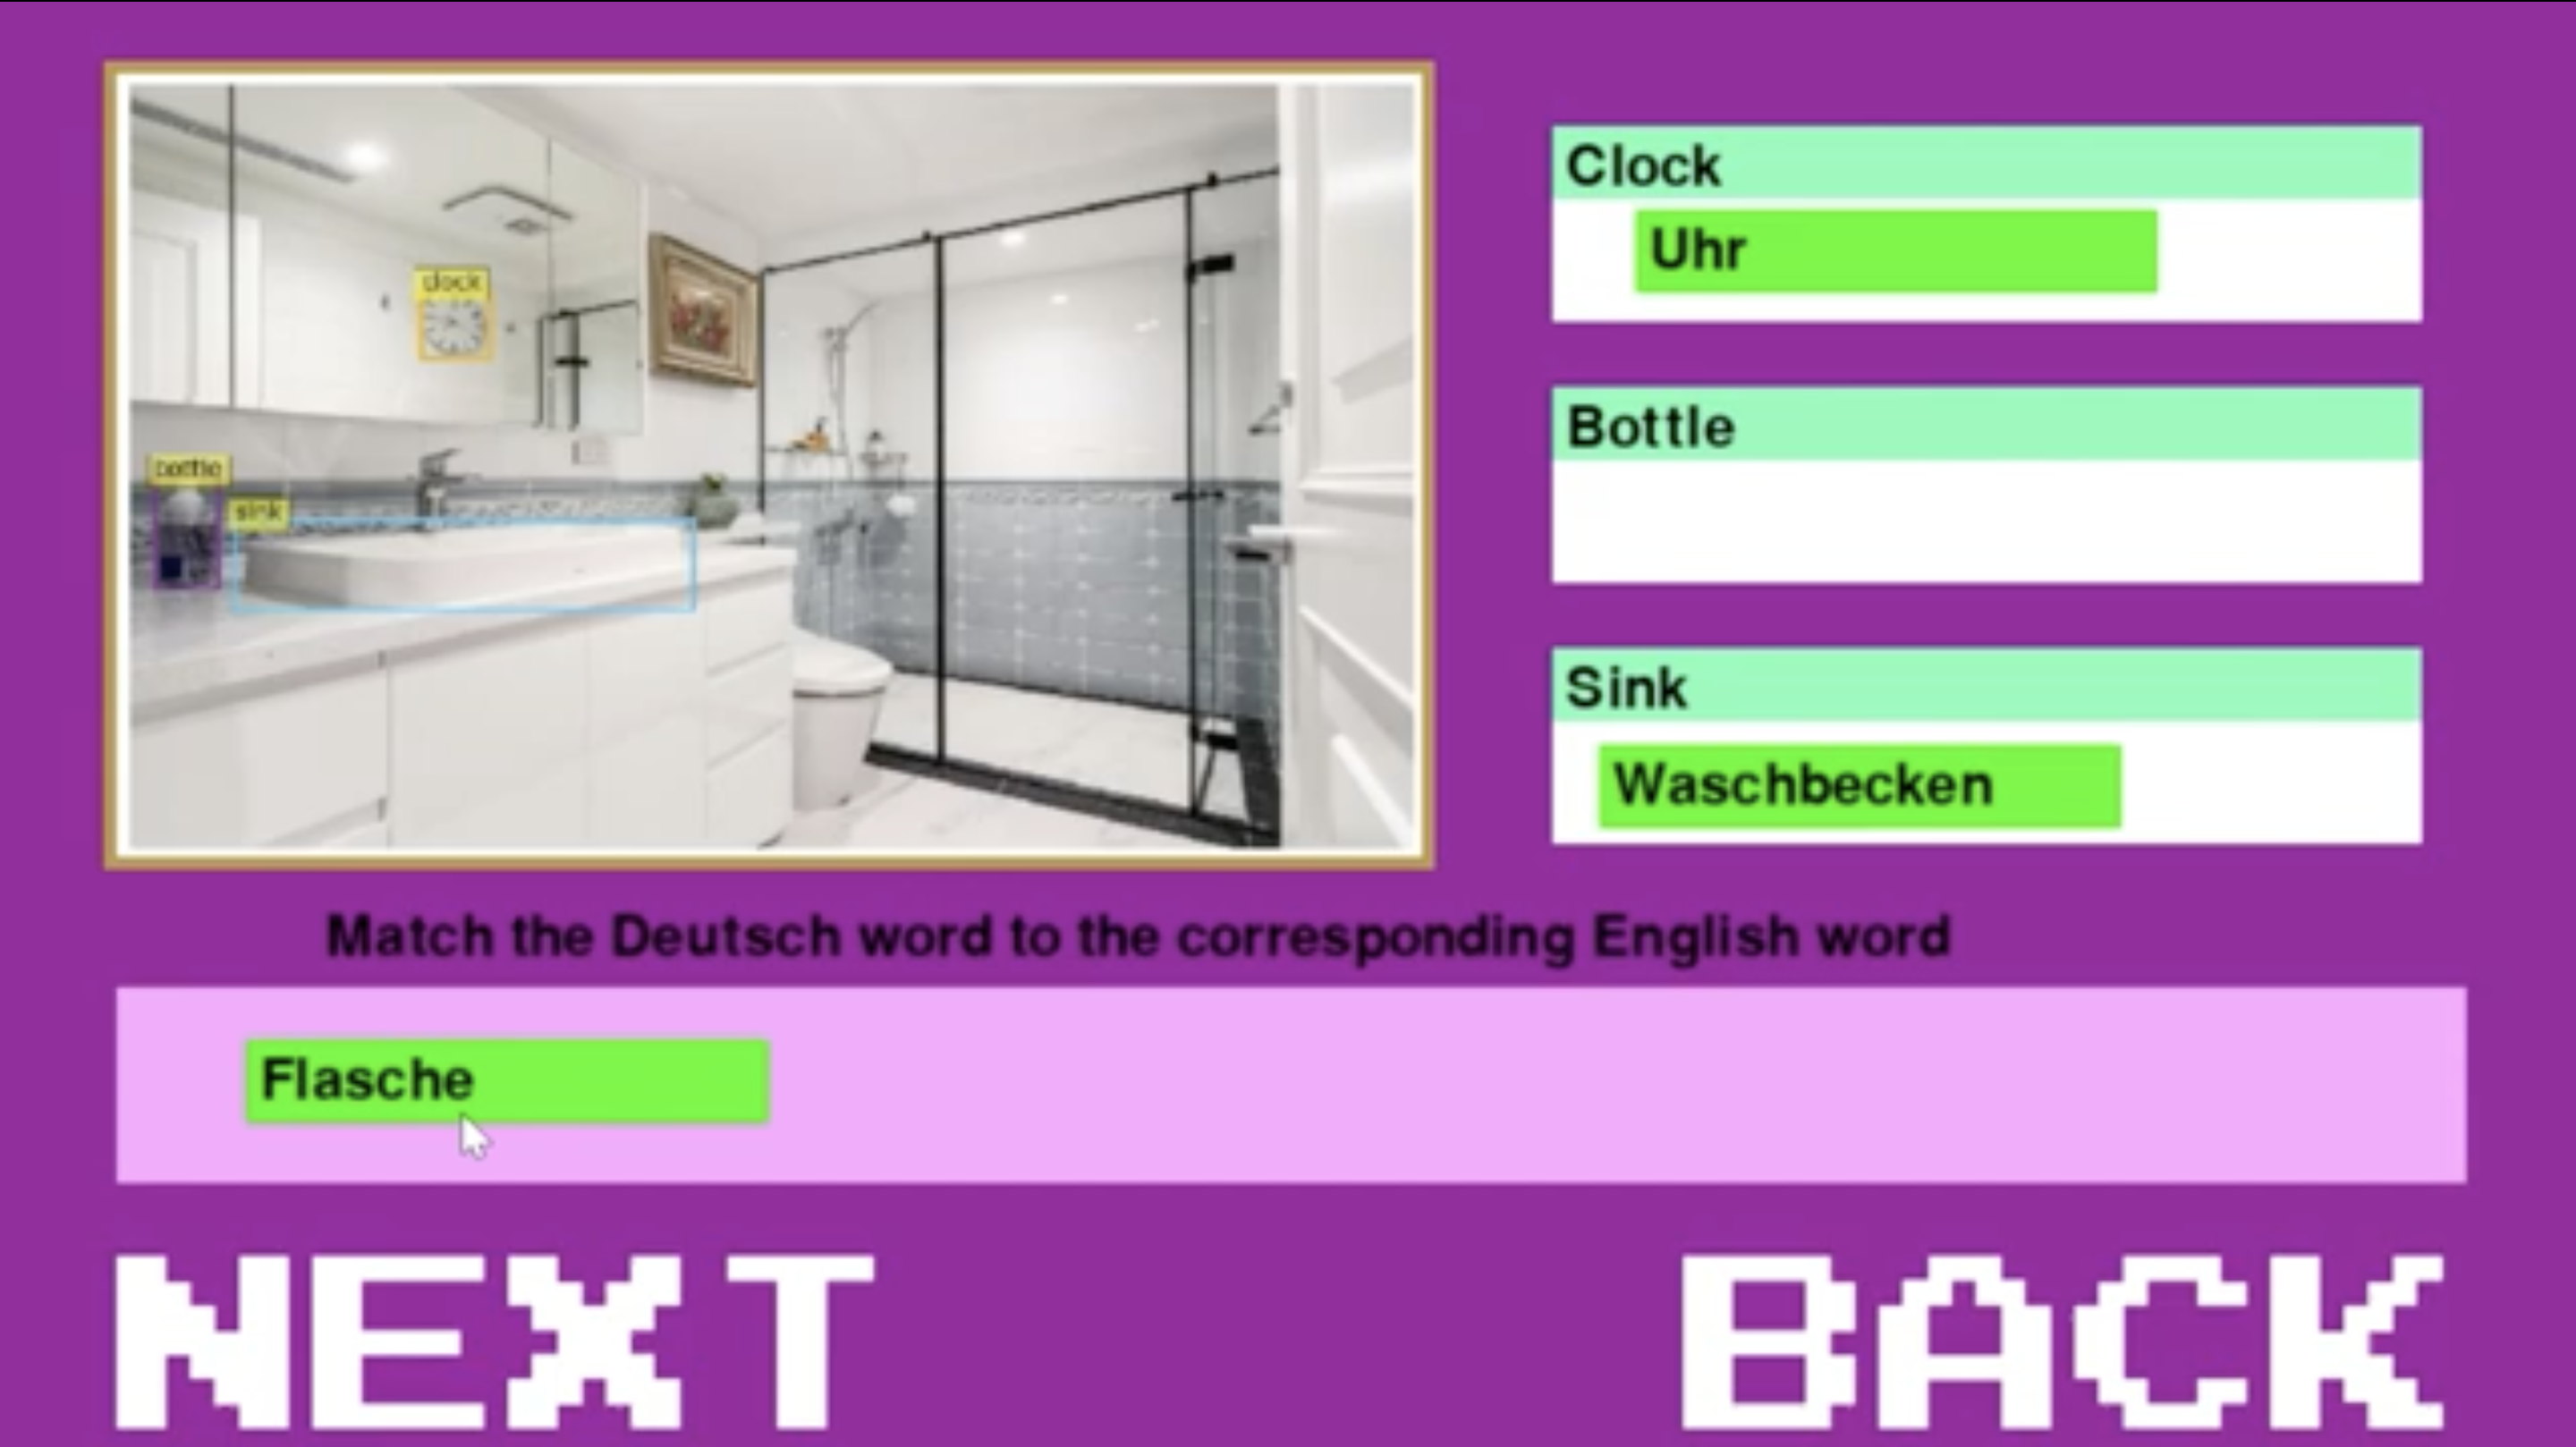 clock
bottle
sink
Clock
Uhr
Bottle
Sink
Waschbecken
Match the Deutsch word to the corresponding English word
Flasche
NEXT
BACK